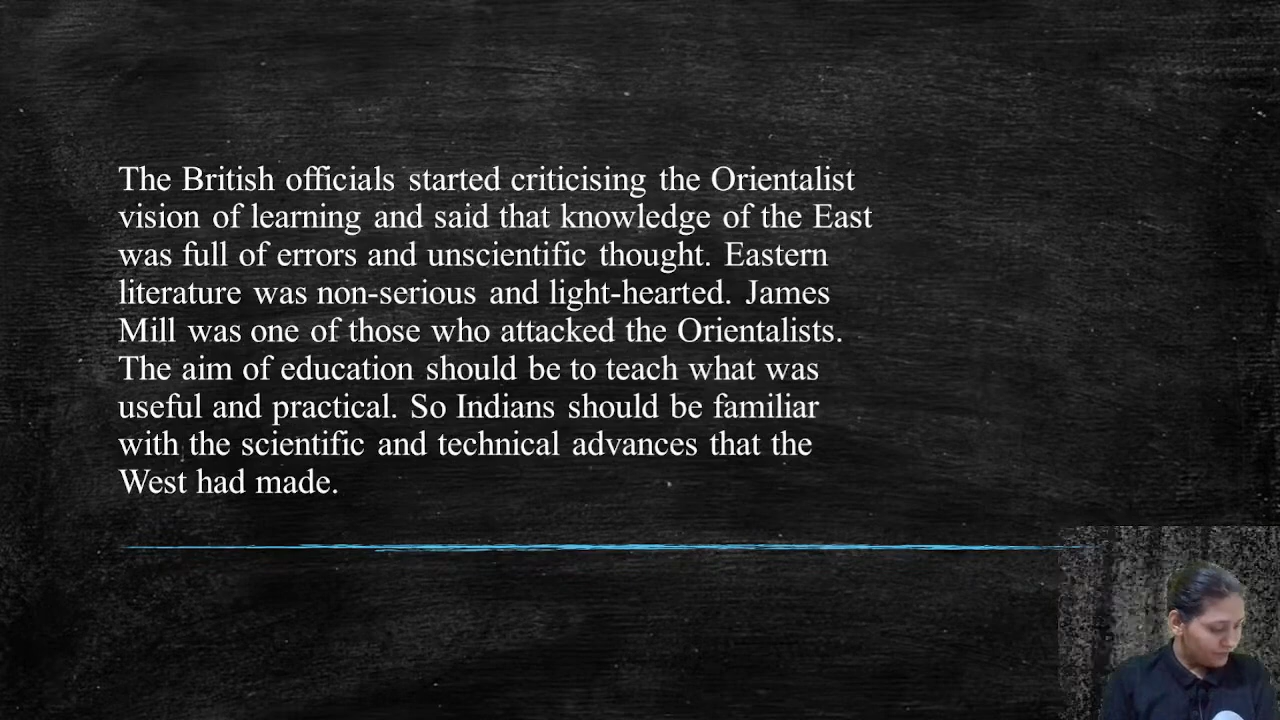 The British officials started criticising the Orientalist
vision of learning and said that knowledge of the East
was full of errors and unscientific thought. Eastern
literature was non-serious and light-hearted. James
Mill was one of those who attacked the Orientalists.
The aim of education should be to teach what was
useful and practical. So Indians should be familiar
with the scientific and technical advances that the
West had made.